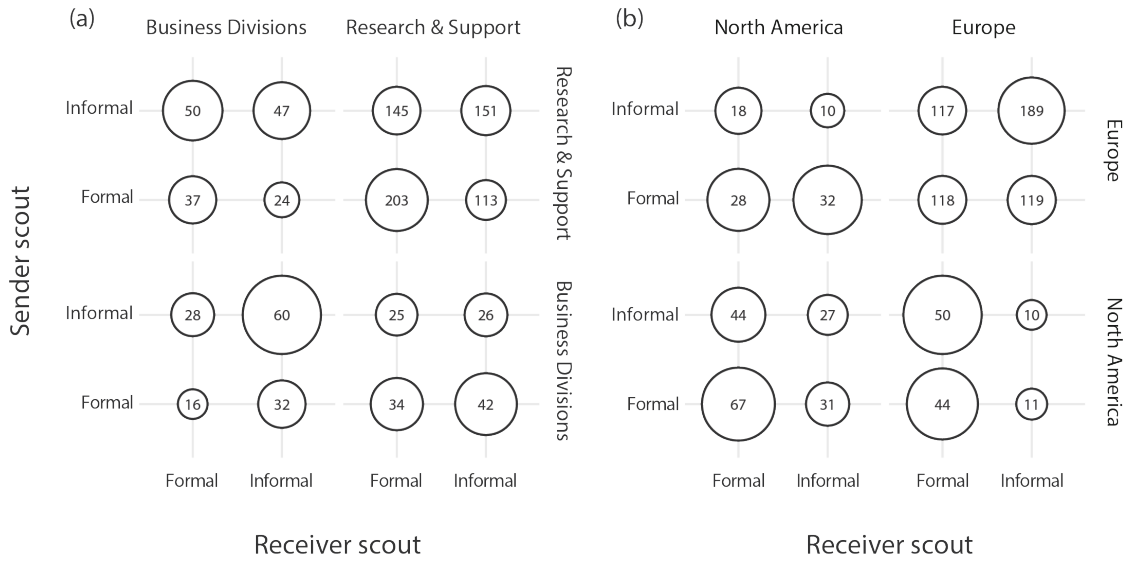 (a)
Business Divisions Research & Support
Informal 50 47 145 151
Formal 37 24 203 113
Research & Support
Informal 28 60 25 26
Formal 16 32 34 42
Business Divisions
Formal Informal Formal Informal
Sender scout
Receiver scout
(b)
North America Europe
Informal 18 10 117 189
Formal 28 32 118 119
Europe
Informal 44 27 50 10
Formal 67 31 44 11
North America
Formal Informal Formal Informal
Receiver scout